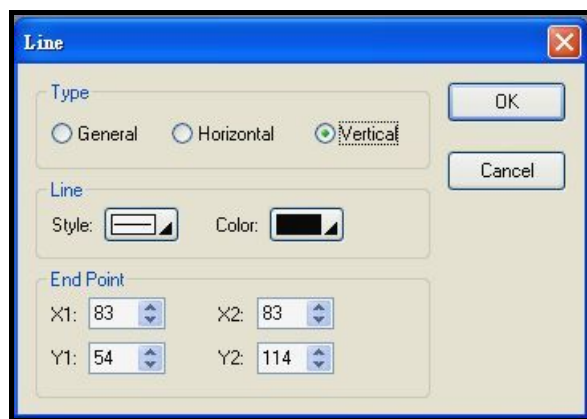 Line
Type
General Horizontal Vertical
OK
Cancel
Line
Style: Color:
End Point
X1: 83 X2: 83
Y1: 54 Y2: 114